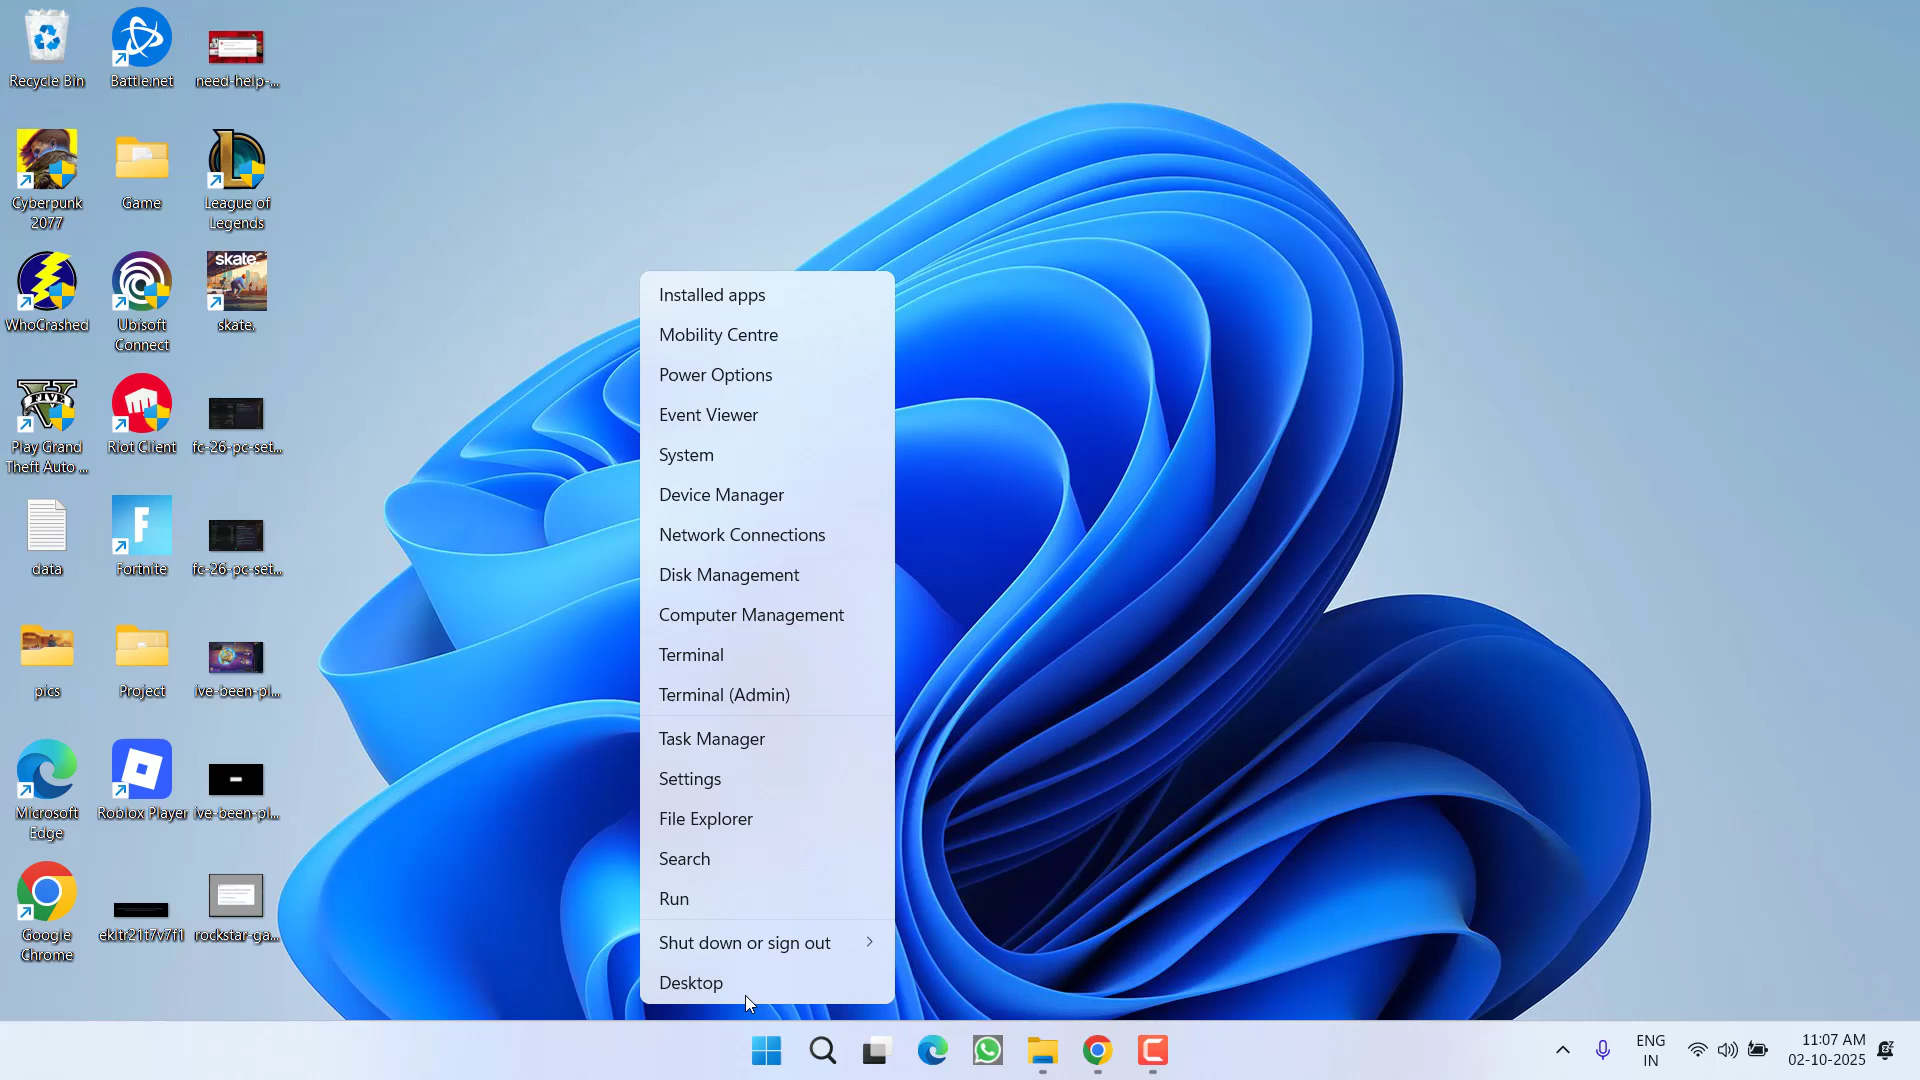 Recycle Bin
Battle.net
need-help-...
Cyberpunk
2077
Game
League of
Legends
WhoCrashed
Ubisoft
Connect
skate.
skate.
FIVE
Play Grand
Theft Auto ...
Riot Client
fc-26-pc-set...
data
Fortnite
fc-26-pc-set...
pics
Project
ive-been-pl...
Microsoft
Edge
Roblox Player
ive-been-pl...
Google
Chrome
ekitr21t7v7f1
rockstar-ga...
Installed apps
Mobility Centre
Power Options
Event Viewer
System
Device Manager
Network Connections
Disk Management
Computer Management
Terminal
Terminal (Admin)
Task Manager
Settings
File Explorer
Search
Run
Shut down or sign out
Desktop
ENG
IN
11:07 AM
02-10-2025